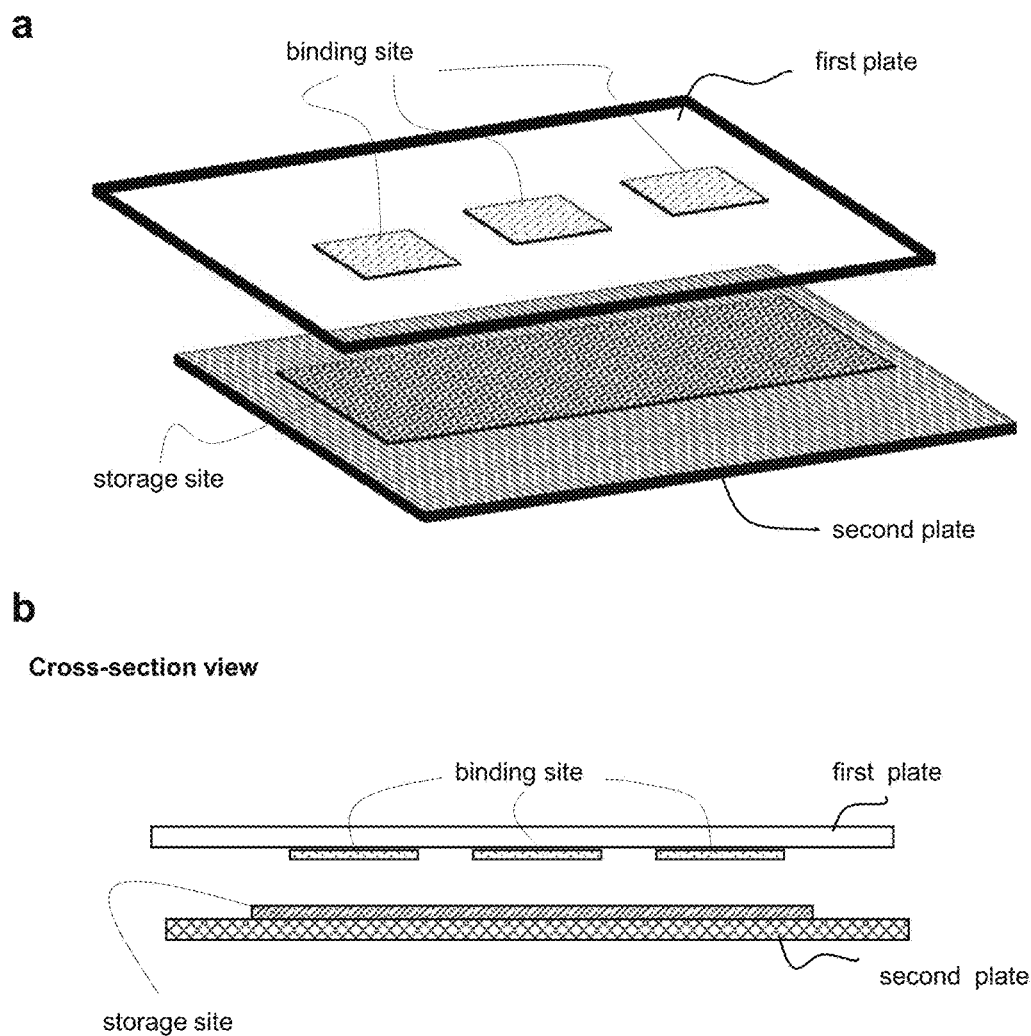 a
binding site
first plate
storage site
second plate
b
Cross-section view
binding site
first plate
second plate
storage site